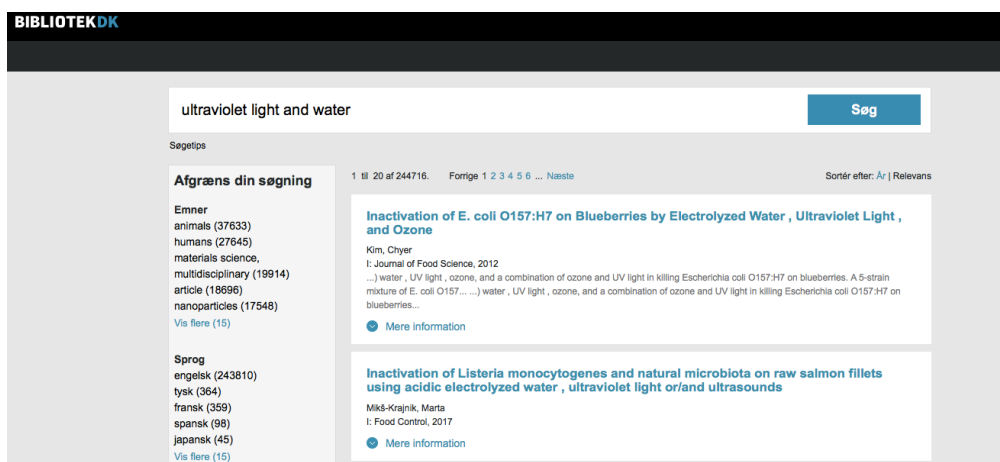 BIBLIOTEKDK
ultraviolet light and water
Søg
Søgetips
Afgræns din søgning
Emner
animals (37633)
humans (27645)
materials science,
multidisciplinary (19914)
article (18696)
nanoparticles (17548)
Vis flere (15)
Sprog
engelsk (243810)
tysk (364)
fransk (359)
spansk (98)
japansk (45)
Vis flere (15)
1 til 20 af 244716. Forrige 1 2 3 4 5 6 ... Næste
Sortér efter: År | Relevans
Inactivation of E. coli O157:H7 on Blueberries by Electrolyzed Water , Ultraviolet Light ,
and Ozone
Kim, Chyer
I: Journal of Food Science, 2012
...) water , UV light , ozone, and a combination of ozone and UV light in killing Escherichia coli O157:H7 on blueberries. A 5-strain
mixture of E. coli O157... ...) water , UV light , ozone, and a combination of ozone and UV light in killing Escherichia coli O157:H7 on
blueberries...
Mere information
Inactivation of Listeria monocytogenes and natural microbiota on raw salmon fillets
using acidic electrolyzed water , ultraviolet light or/and ultrasounds
Mikš-Krajnik, Marta
I: Food Control, 2017
Mere information